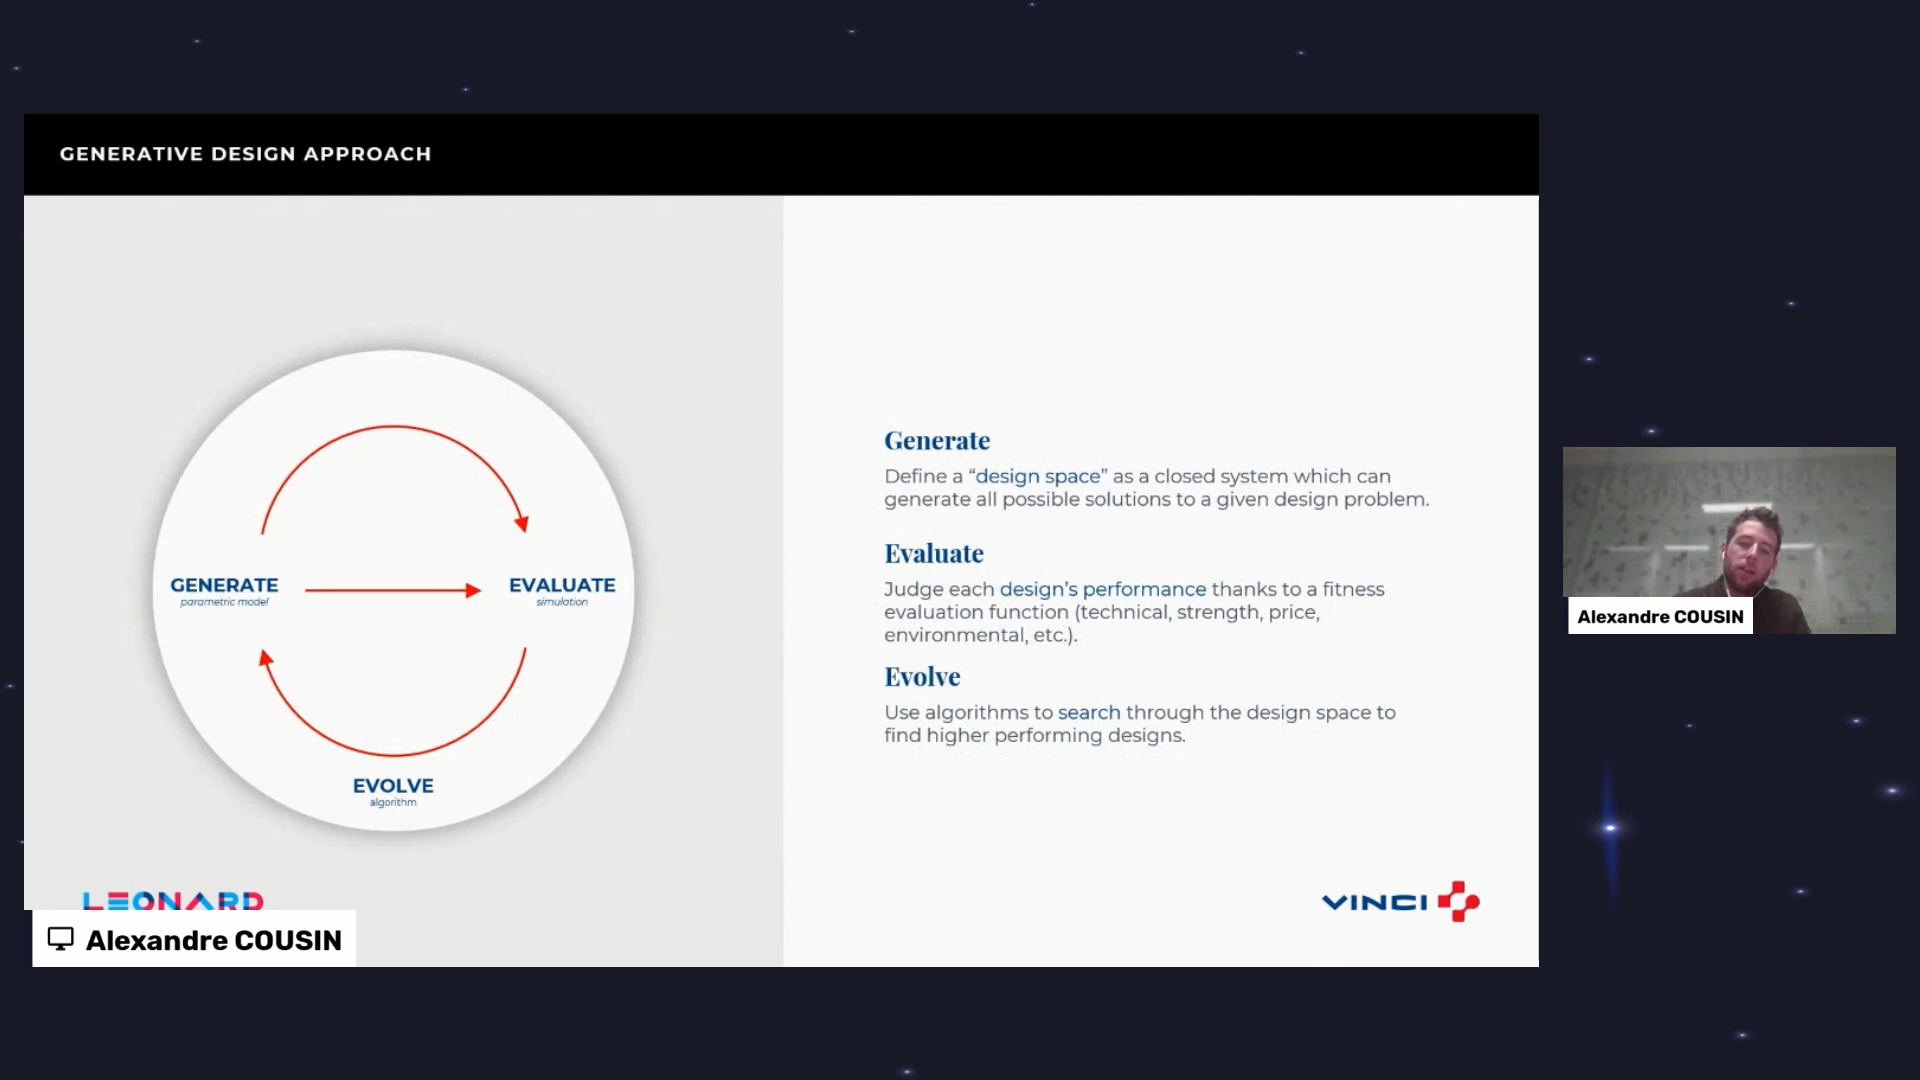 GENERATIVE DESIGN APPROACH
GENERATE
parametric model
EVALUATE
simulation
EVOLVE
algorithm
Generate
Define a “design space” as a closed system which can
generate all possible solutions to a given design problem.
Evaluate
Judge each design’s performance thanks to a fitness
evaluation function (technical, strength, price,
environmental, etc.).
Evolve
Use algorithms to search through the design space to
find higher performing designs.
LEONARD
VINCI
Alexandre COUSIN
Alexandre COUSIN